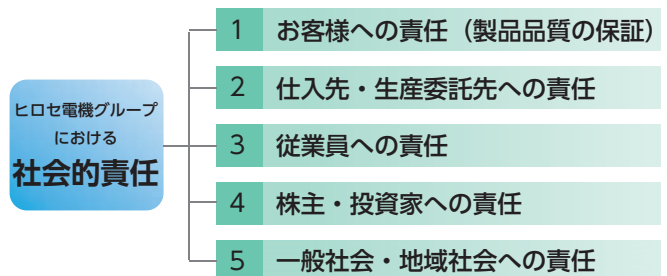 ヒロセ電機グループ
における
社会的責任
1 お客様への責任（製品品質の保証）
2 仕入先・生産委託先への責任
3 従業員への責任
4 株主・投資家への責任
5 一般社会・地域社会への責任